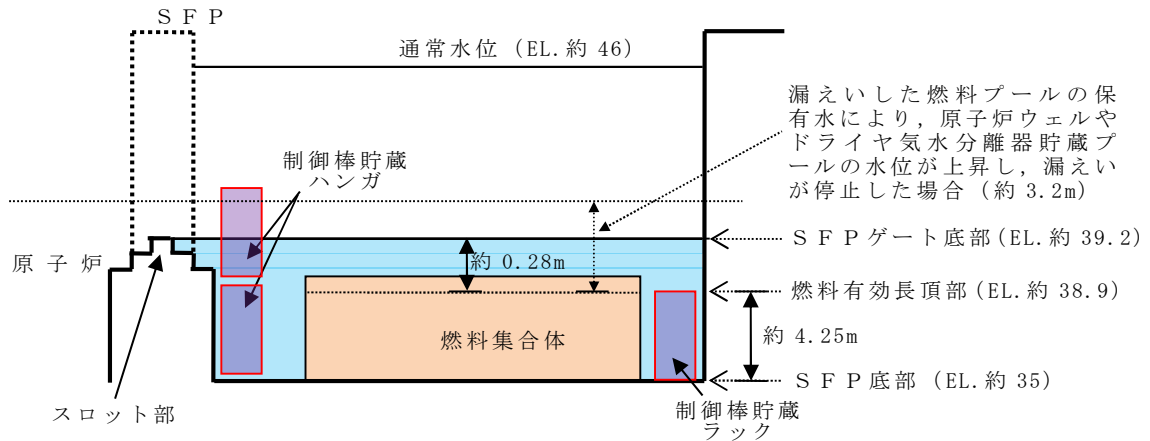 ＳＦＰ
通常水位（EL.約 46）
漏えいした燃料プールの保
有水により，原子炉ウェルや
ドライヤ気水分離器貯蔵プ
ールの水位が上昇し，漏えい
が停止した場合（約 3.2m）
制御棒貯蔵
ハンガ
ＳＦＰゲート底部(EL.約 39.2)
原子炉
約 0.28m
燃料有効長頂部(EL.約 38.9)
燃料集合体
約 4.25m
ＳＦＰ底部（EL.約 35）
スロット部
制御棒貯蔵
ラック